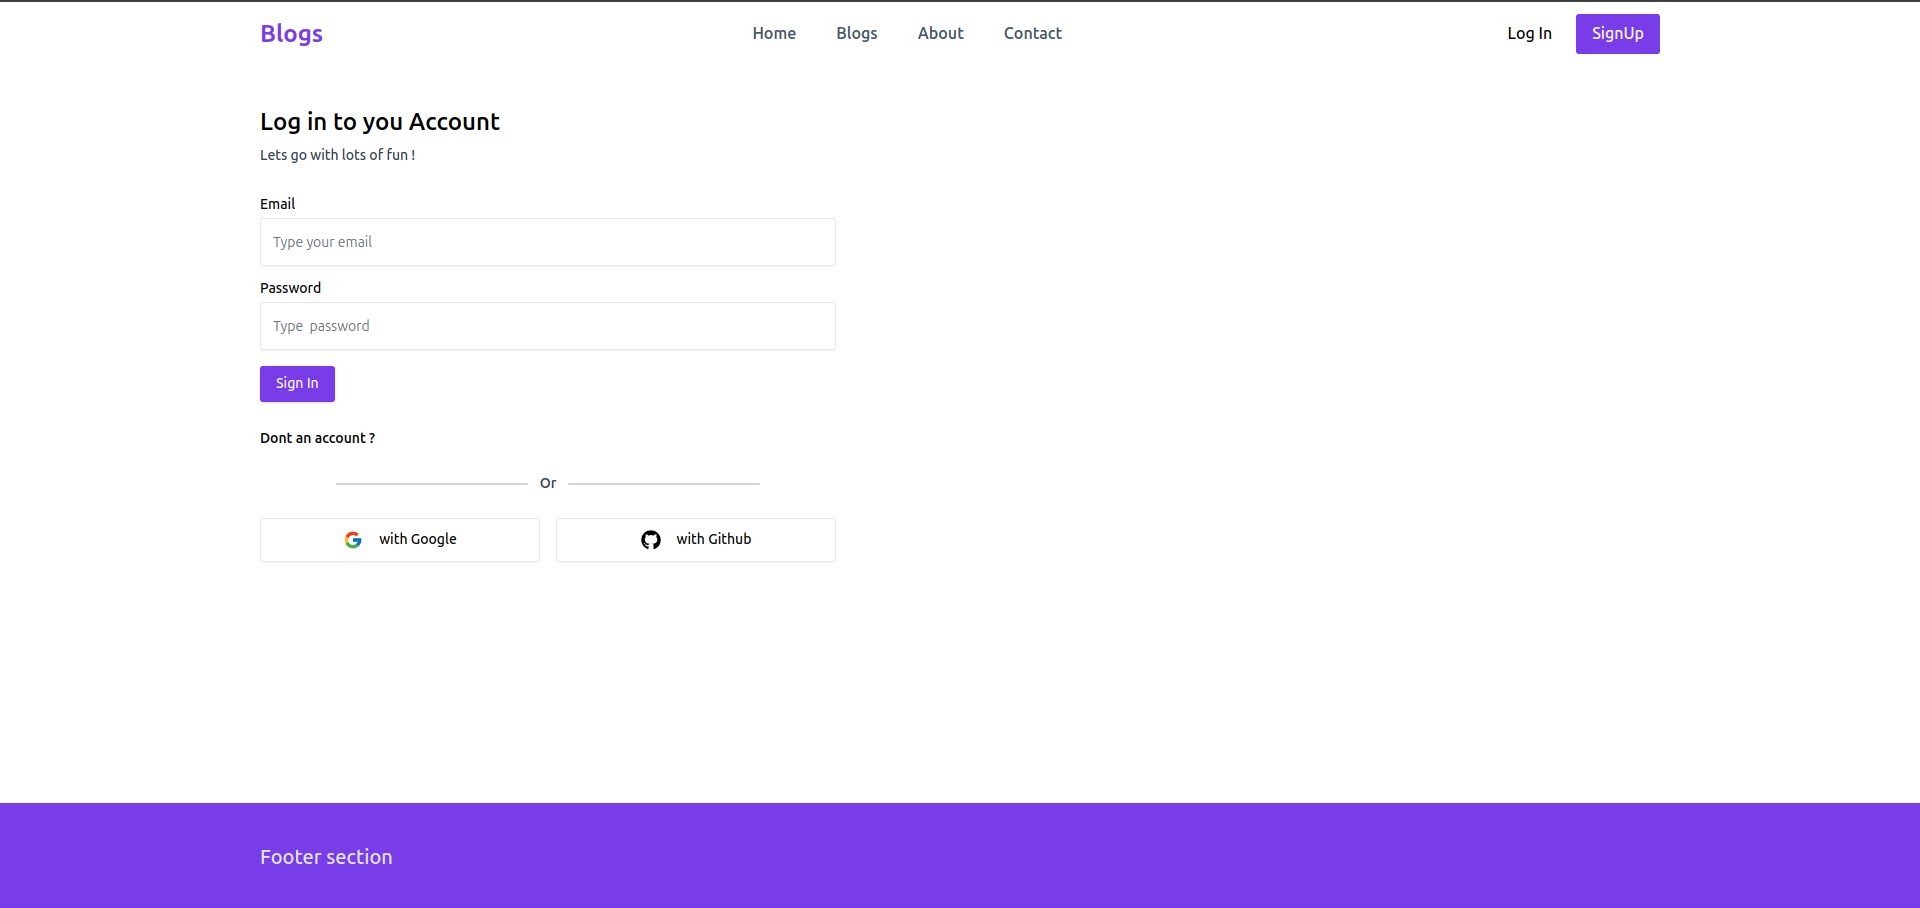 Blogs Home Blogs About Contact Log In SignUp
Log in to you Account
Lets go with lots of fun !
Email
Type your email
Password
Type  password
Sign In
Dont an account ?
Or
with Google with Github
Footer section